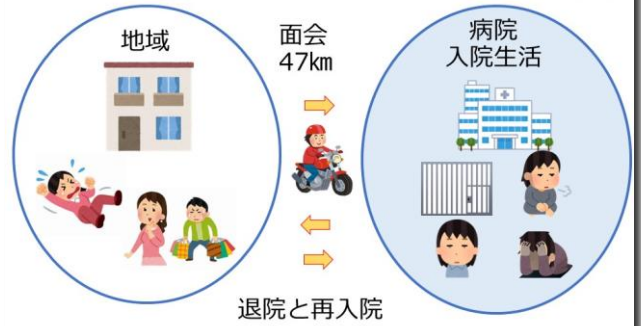 地域
面会
47km
病院
入院生活
退院と再入院